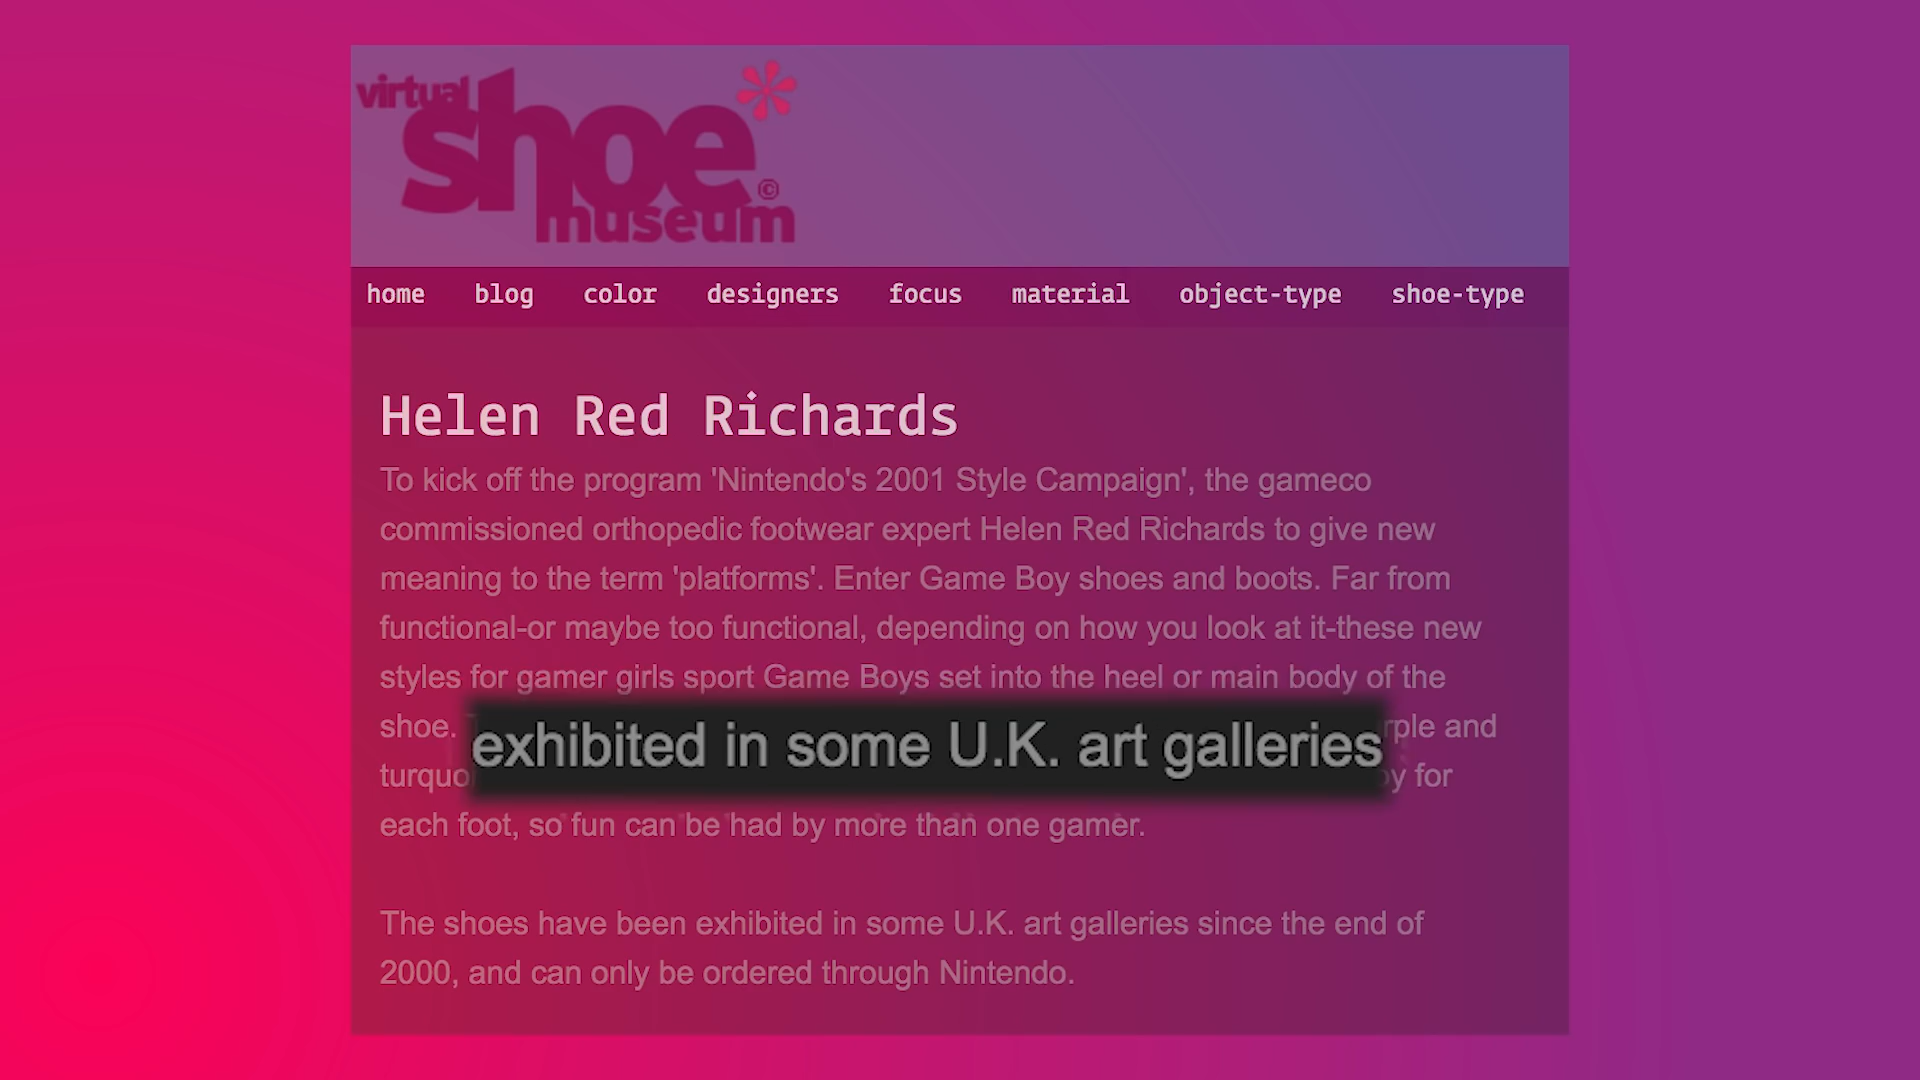 virtual
shoe
museum
©
home blog color designers focus material object-type shoe-type
Helen Red Richards
To kick off the program 'Nintendo's 2001 Style Campaign', the gameco
commissioned orthopedic footwear expert Helen Red Richards to give new
meaning to the term 'platforms'. Enter Game Boy shoes and boots. Far from
functional-or maybe too functional, depending on how you look at it-these new
styles for gamer girls sport Game Boys set into the heel or main body of the
shoe. and
exhibited in some U.K. art galleries
for
each foot, so fun can be had by more than one gamer.
The shoes have been exhibited in some U.K. art galleries since the end of
2000, and can only be ordered through Nintendo.